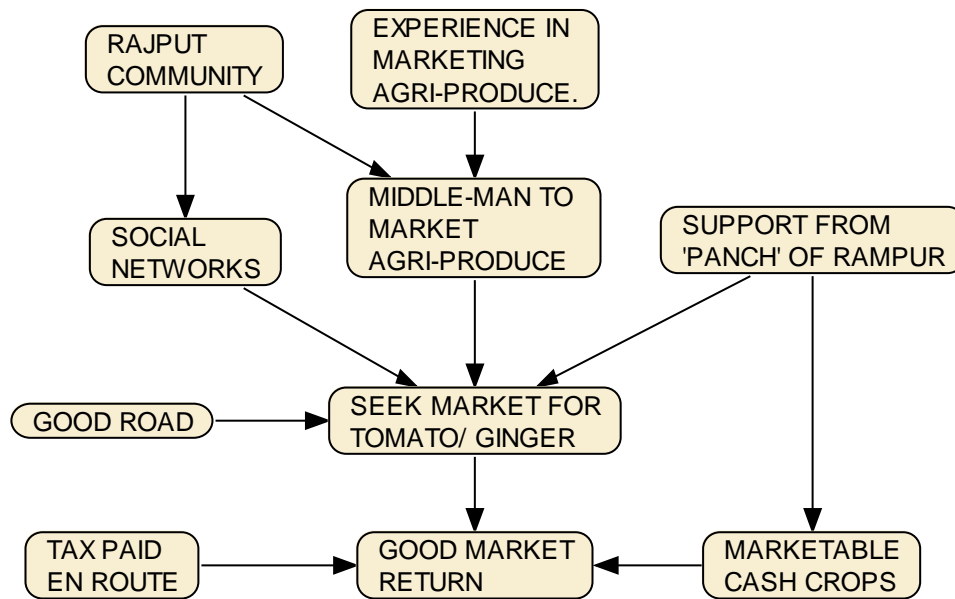 RAJPUT
COMMUNITY
EXPERIENCE IN
MARKETING
AGRI-PRODUCE.
SOCIAL
NETWORKS
MIDDLE-MAN TO
MARKET
AGRI-PRODUCE
SUPPORT FROM
'PANCH' OF RAMPUR
GOOD ROAD
SEEK MARKET FOR
TOMATO/ GINGER
TAX PAID
EN ROUTE
GOOD MARKET
RETURN
MARKETABLE
CASH CROPS